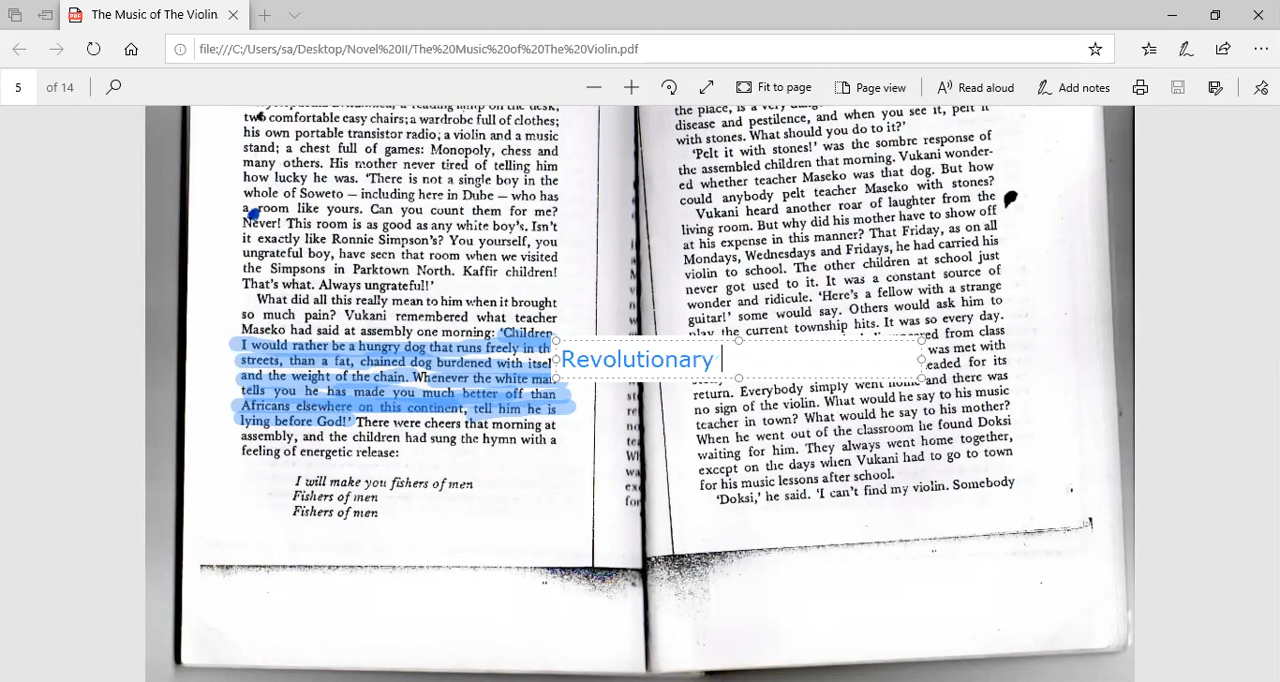 The Music of The Violin.
file:///C:/Users/sa/Desktop/Novel%20II/The%20Music%20of%20The%20Violin.pdf
5 of 14
Fit to page
Page view
Read aloud
Add notes
two comfortable easy chairs; a wardrobe full of clothes;
his own portable transistor radio; a violin and a music
stand; a chest full of games: Monopoly, chess and
many others. His mother never tired of telling him
how lucky he was. 'There is not a single boy in the
whole of Soweto — including here in Dube — who has
a room like yours. Can you count them for me?
Never! This room is as good as any white boy's. Isn't
it exactly like Ronnie Simpson's? You yourself, you
ungrateful boy, have seen that room when we visited
the Simpsons in Parktown North. Kaffir children!
That's what. Always ungrateful!'
What did all this really mean to him when it brought
so much pain? Vukani remembered what teacher
Maseko had said at assembly one morning: 'Children
I would rather be a hungry dog that runs freely in th
streets, than a fat, chained dog burdened with itsel
and the weight of the chain. Whenever the white man
tells you he has made you much better off than
Africans elsewhere on this continent, tell him he is
lying before God!' There were cheers that morning at
assembly, and the children had sung the hymn with a
feeling of energetic release:
I will make you fishers of men
Fishers of men
Fishers of men
Revolutionary
the place, is a very
disease and pestilence, and when you see it, pelt it
with stones. What should you do to it?'
'Pelt it with stones!' was the sombre response of
the assembled children that morning. Vukani wonder-
ed whether teacher Maseko was that dog. But how
could anybody pelt teacher Maseko with stones?
Vukani heard another roar of laughter from the
living room. But why did his mother have to show off
at his expense in this manner? That Friday, as on all
Mondays, Wednesdays and Fridays, he had carried his
violin to school. The other children at school just
never got used to it. It was a constant source of
wonder and ridicule. 'Here's a fellow with a strange
guitar!' some would say. Others would ask him to
play the current township hits. It was so every day.
from class
was met with
eaded for its
return. Everybody simply went home and there was
no sign of the violin. What would he say to his music
teacher in town? What would he say to his mother?
When he went out of the classroom he found Doksi
waiting for him. They always went home together,
except on the days when Vukani had to go to town
for his music lessons after school.
'Doksi,' he said. 'I can't find my violin. Somebody